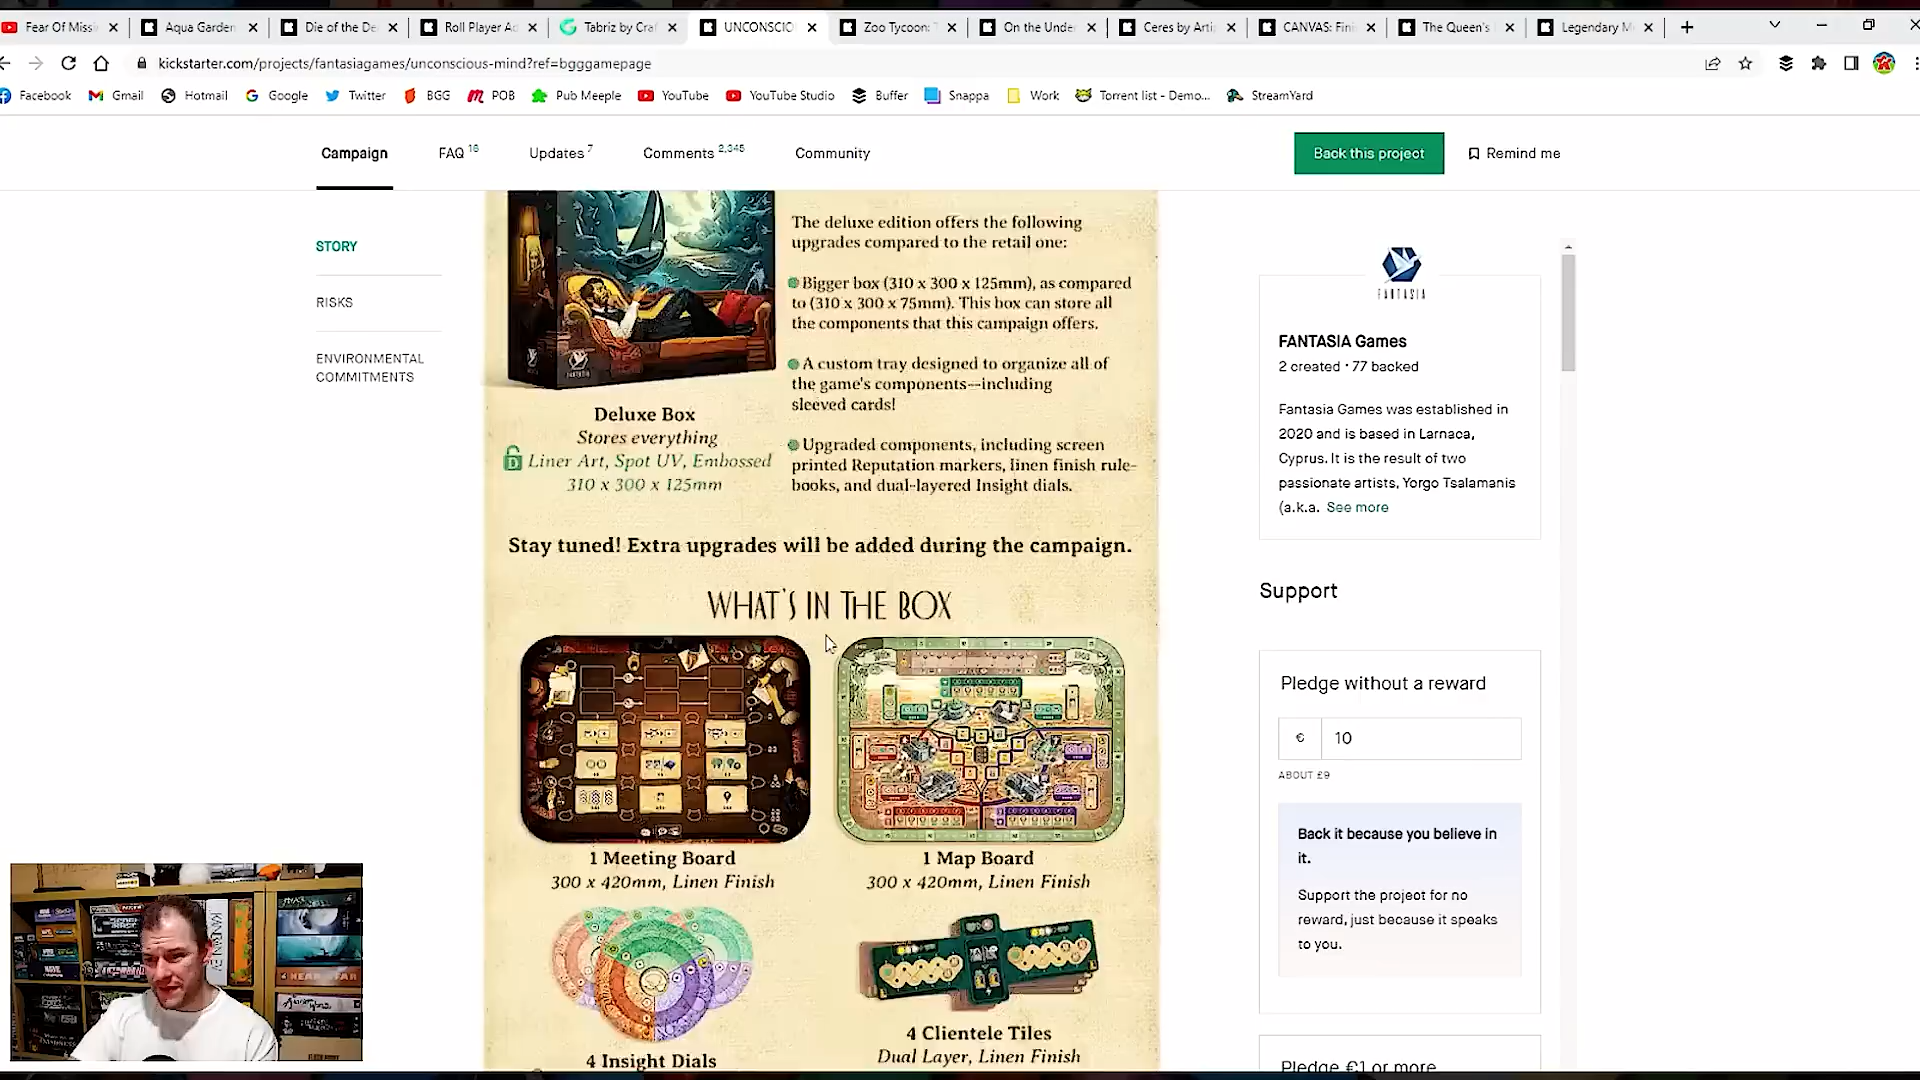 Fear Of Missi
Aqua Garden
Die of the De
Roll Player Ad
Tabriz by Craf
UNCONSCIO
Zoo Tycoon: T
On the Unde
Ceres by Arti
CANVAS: Fini
The Queen's
Legendary M
kickstarter.com/projects/fantasiagames/unconscious-mind?ref=bgggamepage
Facebook
Gmail
Hotmail
Google
Twitter
BGG
POB
Pub Meeple
YouTube
YouTube Studio
Buffer
Snappa
Work
Torrent list - Demo...
StreamYard
Campaign
FAQ 16
Updates 7
Comments 2,345
Community
Back this project
Remind me
STORY
RISKS
ENVIRONMENTAL
COMMITMENTS
The deluxe edition offers the following
upgrades compared to the retail one:
Bigger box (310 x 300 x 125mm), as compared
to (310 x 300 x 75mm). This box can store all
the components that this campaign offers.
A custom tray designed to organize all of
the game's components—including
sleeved cards!
Upgraded components, including screen
printed Reputation markers, linen finish rule-
books, and dual-layered Insight dials.
Deluxe Box
Stores everything
D Liner Art, Spot UV, Embossed
310 x 300 x 125mm
Stay tuned! Extra upgrades will be added during the campaign.
WHAT'S IN THE BOX
1 Meeting Board
300 x 420mm, Linen Finish
1 Map Board
300 x 420mm, Linen Finish
4 Insight Dials
4 Clientele Tiles
Dual Layer, Linen Finish
FANTASIA
FANTASIA Games
2 created · 77 backed
Fantasia Games was established in
2020 and is based in Larnaca,
Cyprus. It is the result of two
passionate artists, Yorgo Tsalamanis
(a.k.a. See more
Support
Pledge without a reward
€ 10
ABOUT £9
Back it because you believe in
it.
Support the project for no
reward, just because it speaks
to you.
Pledge €1 or more